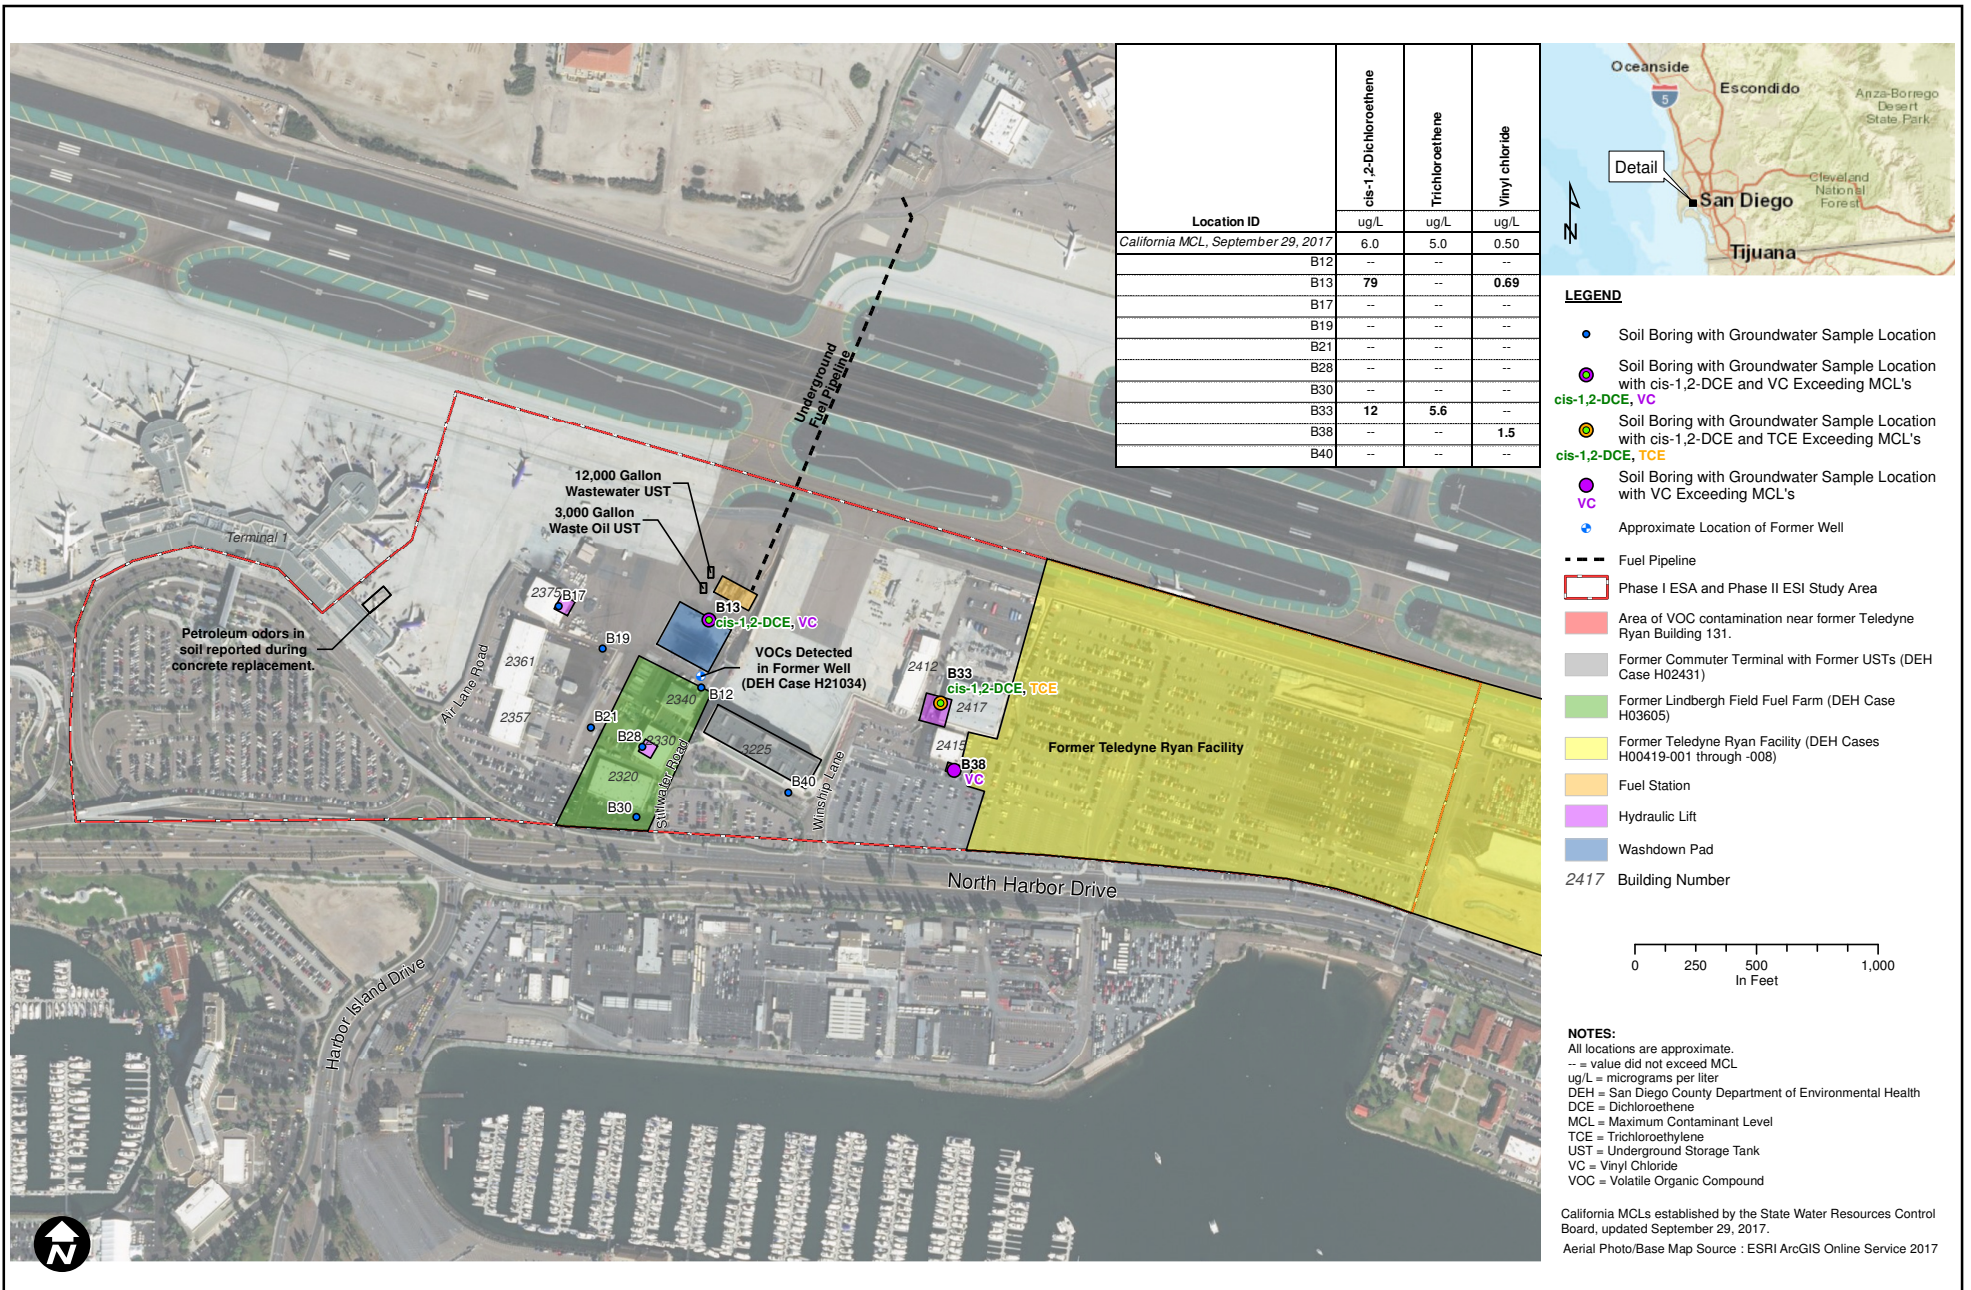 Location ID
cis-1,2-Dichloroethene
Trichloroethene
Vinyl chloride
ug/L ug/L ug/L
California MCL, September 29, 2017 6.0 5.0 0.50
B12 -- -- --
B13 79 -- 0.69
B17 -- -- --
B19 -- -- --
B21 -- -- --
B28 -- -- --
B30 -- -- --
B33 12 5.6 --
B38 -- -- 1.5
B40 -- -- --
Oceanside
5
Escondido
Anza-Borrego
Desert
State Park
Detail
Cleveland
National
Forest
San Diego
Tijuana
N
Underground
Fuel Pipeline
12,000 Gallon
Wastewater UST
3,000 Gallon
Waste Oil UST
Terminal 1
Petroleum odors in
soil reported during
concrete replacement.
2375
B17
B13
cis-1,2-DCE, VC
B19
VOCs Detected
in Former Well
(DEH Case H21034)
2361
Air Lane Road
2357
2340
B12
B21
B28
2330
2320
B30
Stillwater Road
3225
B40
Winship Lane
2412
B33
cis-1,2-DCE, TCE
2417
2415
B38
VC
Former Teledyne Ryan Facility
North Harbor Drive
Harbor Island Drive
N
LEGEND
Soil Boring with Groundwater Sample Location
Soil Boring with Groundwater Sample Location
with cis-1,2-DCE and VC Exceeding MCL's
cis-1,2-DCE, VC
Soil Boring with Groundwater Sample Location
with cis-1,2-DCE and TCE Exceeding MCL's
cis-1,2-DCE, TCE
Soil Boring with Groundwater Sample Location
with VC Exceeding MCL's
VC
Approximate Location of Former Well
Fuel Pipeline
Phase I ESA and Phase II ESI Study Area
Area of VOC contamination near former Teledyne
Ryan Building 131.
Former Commuter Terminal with Former USTs (DEH
Case H02431)
Former Lindbergh Field Fuel Farm (DEH Case
H03605)
Former Teledyne Ryan Facility (DEH Cases
H00419-001 through -008)
Fuel Station
Hydraulic Lift
Washdown Pad
2417 Building Number
0 250 500 1,000
In Feet
NOTES:
All locations are approximate.
-- = value did not exceed MCL
ug/L = micrograms per liter
DEH = San Diego County Department of Environmental Health
DCE = Dichloroethene
MCL = Maximum Contaminant Level
TCE = Trichloroethylene
UST = Underground Storage Tank
VC = Vinyl Chloride
VOC = Volatile Organic Compound
California MCLs established by the State Water Resources Control
Board, updated September 29, 2017.
Aerial Photo/Base Map Source : ESRI ArcGIS Online Service 2017